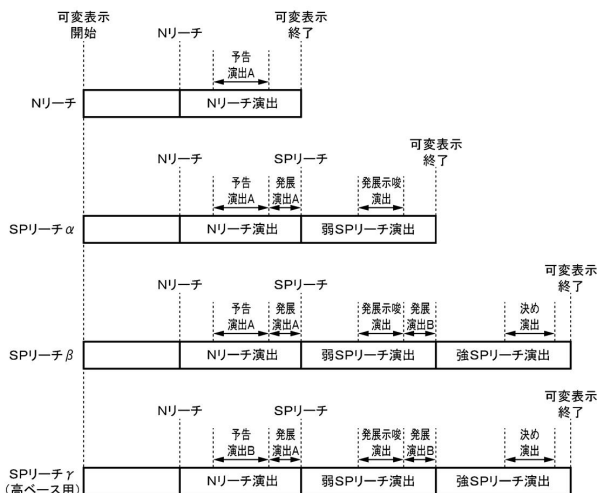 可変表示
開始
Nリーチ
可変表示
終了
予告
演出A
Nリーチ
Nリーチ演出
Nリーチ
SPリーチ
可変表示
終了
予告
演出A
発展
演出A
発展示唆
演出
SPリーチα
Nリーチ演出
弱SPリーチ演出
Nリーチ
SPリーチ
可変表示
終了
予告
演出A
発展
演出A
発展示唆
演出
発展
演出B
決め
演出
SPリーチβ
Nリーチ演出
弱SPリーチ演出
強SPリーチ演出
Nリーチ
SPリーチ
可変表示
終了
予告
演出B
発展
演出A
発展示唆
演出
発展
演出B
決め
演出
SPリーチγ
(高ベース用)
Nリーチ演出
弱SPリーチ演出
強SPリーチ演出